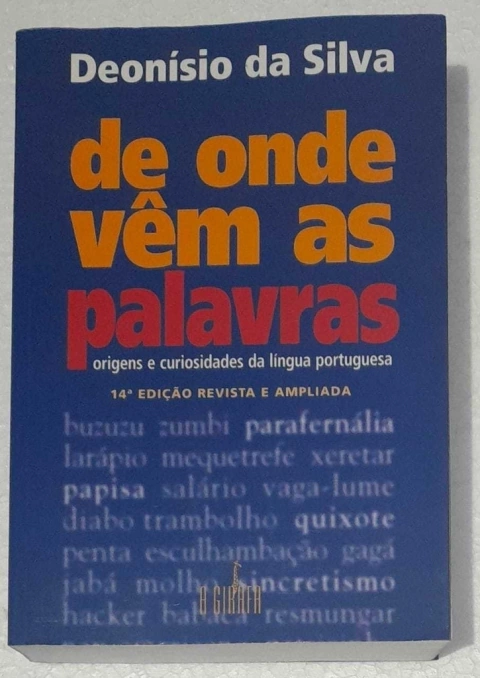 Deonísio da Silva
de onde
vêm as
palavras
origens e curiosidades da língua portuguesa
14ª EDIÇÃO REVISTA E AMPLIADA
buzuzu zumbi parafernália
larápio mequetrefe xeretar
papisa salário vaga-lume
diabo trambolho quixote
penta esculhambação gagá
jabá molho sincretismo
A GIRAFA
hacker babaca resmungar